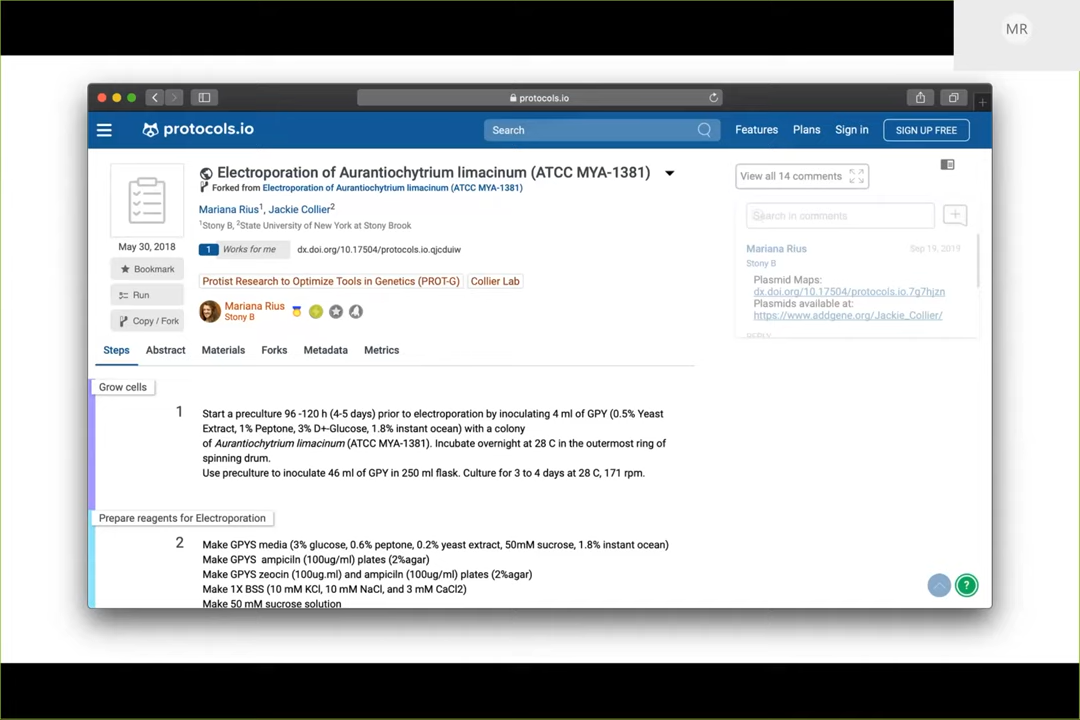 MR
protocols.io
protocols.io
Search
Features
Plans
Sign in
SIGN UP FREE
Electroporation of Aurantiochytrium limacinum (ATCC MYA-1381)
Forked from Electroporation of Aurantiochytrium limacinum (ATCC MYA-1381)
Mariana Rius1, Jackie Collier2
1Stony B, 2State University of New York at Stony Brook
May 30, 2018
1 Works for me
dx.doi.org/10.17504/protocols.io.qjcduiw
Bookmark
Run
Copy / Fork
Protist Research to Optimize Tools in Genetics (PROT-G)
Collier Lab
Mariana Rius
Stony B
View all 14 comments
Search in comments
Mariana Rius
Sep 19, 2019
Stony B
Plasmid Maps:
dx.doi.org/10.17504/protocols.io.7g7hjzn
Plasmids available at:
https://www.addgene.org/Jackie_Collier/
REPLY
Steps
Abstract
Materials
Forks
Metadata
Metrics
Grow cells
1
Start a preculture 96 -120 h (4-5 days) prior to electroporation by inoculating 4 ml of GPY (0.5% Yeast
Extract, 1% Peptone, 3% D+-Glucose, 1.8% instant ocean) with a colony
of Aurantiochytrium limacinum (ATCC MYA-1381). Incubate overnight at 28 C in the outermost ring of
spinning drum.
Use preculture to inoculate 46 ml of GPY in 250 ml flask. Culture for 3 to 4 days at 28 C, 171 rpm.
Prepare reagents for Electroporation
2
Make GPYS media (3% glucose, 0.6% peptone, 0.2% yeast extract, 50mM sucrose, 1.8% instant ocean)
Make GPYS  ampiciln (100ug/ml) plates (2%agar)
Make GPYS zeocin (100ug.ml) and ampiciln (100ug/ml) plates (2%agar)
Make 1X BSS (10 mM KCl, 10 mM NaCl, and 3 mM CaCl2)
Make 50 mM sucrose solution
?